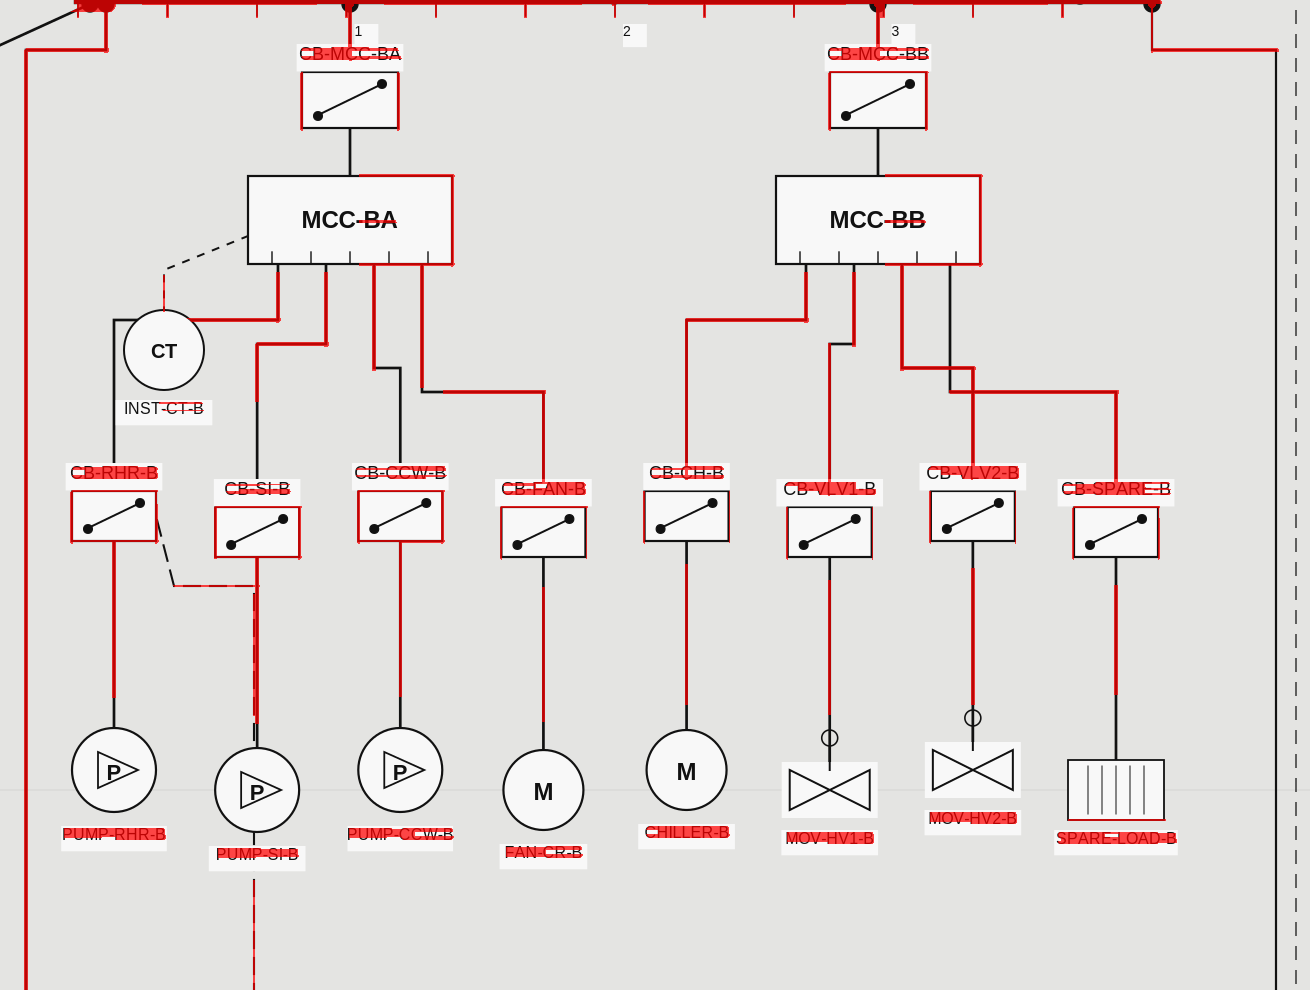 1
2
3
CB-MCC-BA
CB-MCC-BB
MCC-BA
MCC-BB
CT
INST-CT-B
CB-RHR-B
CB-SI-B
CB-CCW-B
CB-FAN-B
CB-CH-B
CB-VLV1-B
CB-VLV2-B
CB-SPARE-B
P
P
P
M
M
PUMP-RHR-B
PUMP-SI-B
PUMP-CCW-B
FAN-CR-B
CHILLER-B
MOV-HV1-B
MOV-HV2-B
SPARE-LOAD-B